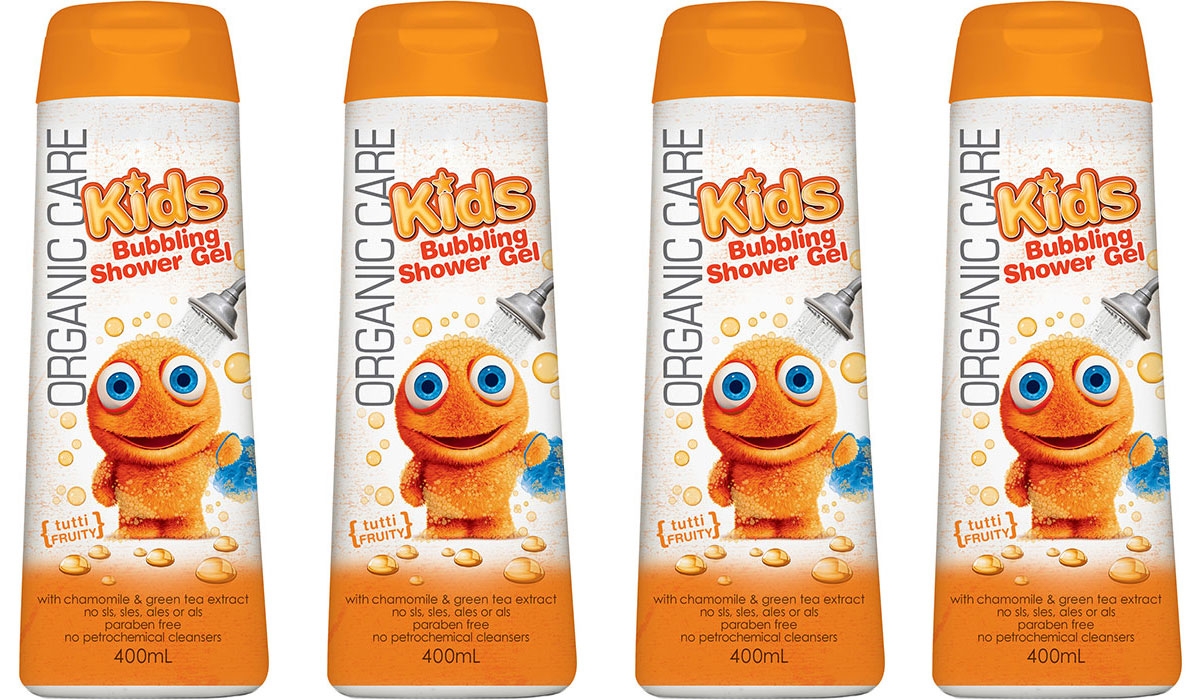 ORGANIC CARE
Kids
Bubbling
Shower Gel
{tutti
FRUITY}
with chamomile & green tea extract
no sls, sles, ales or als
paraben free
no petrochemical cleansers
400mL
ORGANIC CARE
Kids
Bubbling
Shower Gel
{tutti
FRUITY}
with chamomile & green tea extract
no sls, sles, ales or als
paraben free
no petrochemical cleansers
400mL
ORGANIC CARE
Kids
Bubbling
Shower Gel
{tutti
FRUITY}
with chamomile & green tea extract
no sls, sles, ales or als
paraben free
no petrochemical cleansers
400mL
ORGANIC CARE
Kids
Bubbling
Shower Gel
{tutti
FRUITY}
with chamomile & green tea extract
no sls, sles, ales or als
paraben free
no petrochemical cleansers
400mL